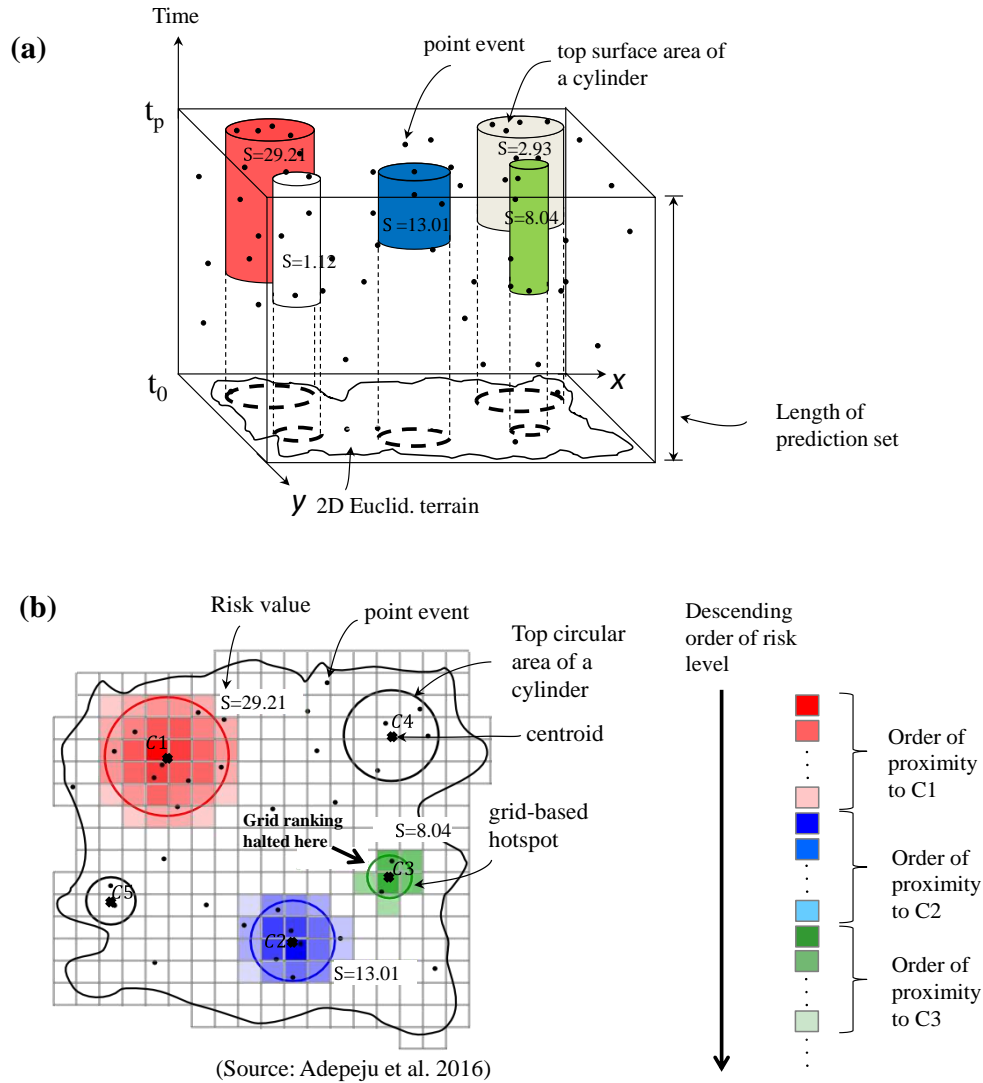 Time
(a)
point event
top surface area of
a cylinder
tp
S=29.21
S=2.93
S=13.01
S=8.04
S=1.12
t0
x
y
2D Euclid. terrain
Length of
prediction set
(b)
Risk value
point event
Top circular
area of a
cylinder
Descending
order of risk
level
S=29.21
C1
C4
centroid
Order of
proximity
to C1
Grid ranking
halted here
S=8.04
grid-based
hotspot
C3
C5
Order of
proximity
to C2
C2
S=13.01
Order of
proximity
to C3
(Source: Adepeju et al. 2016)